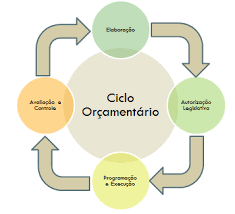 Elaboração
Autorização
Legislativa
Programação
e Execução
Avaliação e
Controle
Ciclo
Orçamentário